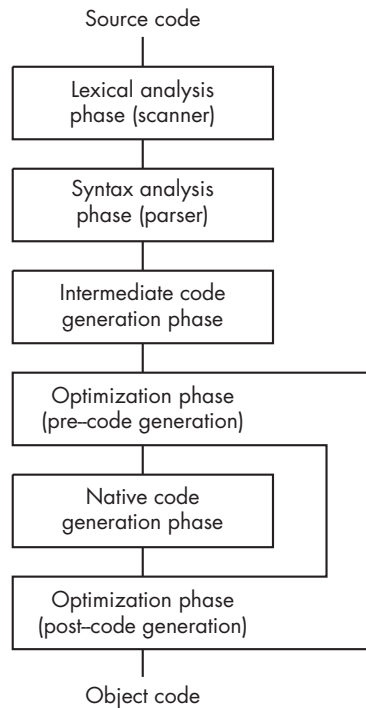 Source code
Lexical analysis
phase (scanner)
Syntax analysis
phase (parser)
Intermediate code
generation phase
Optimization phase
(pre–code generation)
Native code
generation phase
Optimization phase
(post–code generation)
Object code